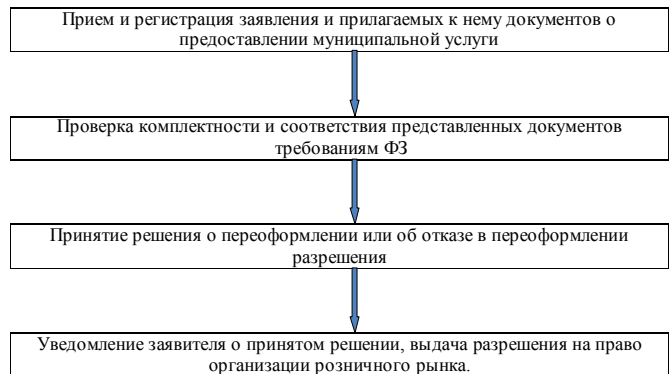 Прием и регистрация заявления и прилагаемых к нему документов о
предоставлении муниципальной услуги
Проверка комплектности и соответствия представленных документов
требованиям ФЗ
Принятие решения о переоформлении или об отказе в переоформлении
разрешения
Уведомление заявителя о принятом решении, выдача разрешения на право
организации розничного рынка.